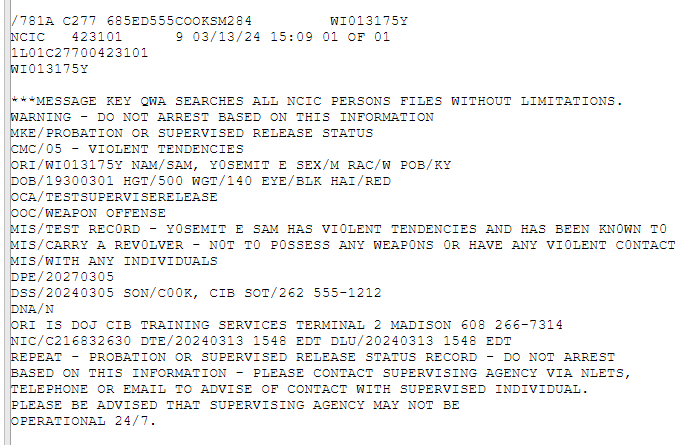 /781A C277 685ED555COOKSM284          WI013175Y
NCIC   423101       9 03/13/24 15:09 01 OF 01
1L01C27700423101
WI013175Y
***MESSAGE KEY QWA SEARCHES ALL NCIC PERSONS FILES WITHOUT LIMITATIONS.
WARNING - DO NOT ARREST BASED ON THIS INFORMATION
MKE/PROBATION OR SUPERVISED RELEASE STATUS
CMC/05 - VIOLENT TENDENCIES
ORI/WI013175Y NAM/SAM, Y0SEMIT E SEX/M RAC/W POB/KY
DOB/19300301 HGT/500 WGT/140 EYE/BLK HAI/RED
OCA/TESTSUPERVISERELEASE
OOC/WEAPON OFFENSE
MIS/TEST REC0RD - Y0SEMIT E SAM HAS VI0LENT TENDENCIES AND HAS BEEN KN0WN T0
MIS/CARRY A REV0LVER - N0T T0 P0SSESS ANY WEAP0NS 0R HAVE ANY VI0LENT C0NTACT
MIS/WITH ANY INDIVIDUALS
DPE/20270305
DSS/20240305 SON/C00K, CIB SOT/262 555-1212
DNA/N
ORI IS DOJ CIB TRAINING SERVICES TERMINAL 2 MADISON 608 266-7314
NIC/C216832630 DTE/20240313 1548 EDT DLU/20240313 1548 EDT
REPEAT - PROBATION OR SUPERVISED RELEASE STATUS RECORD - DO NOT ARREST
BASED ON THIS INFORMATION - PLEASE CONTACT SUPERVISING AGENCY VIA NLETS,
TELEPHONE OR EMAIL TO ADVISE OF CONTACT WITH SUPERVISED INDIVIDUAL.
PLEASE BE ADVISED THAT SUPERVISING AGENCY MAY NOT BE
OPERATIONAL 24/7.